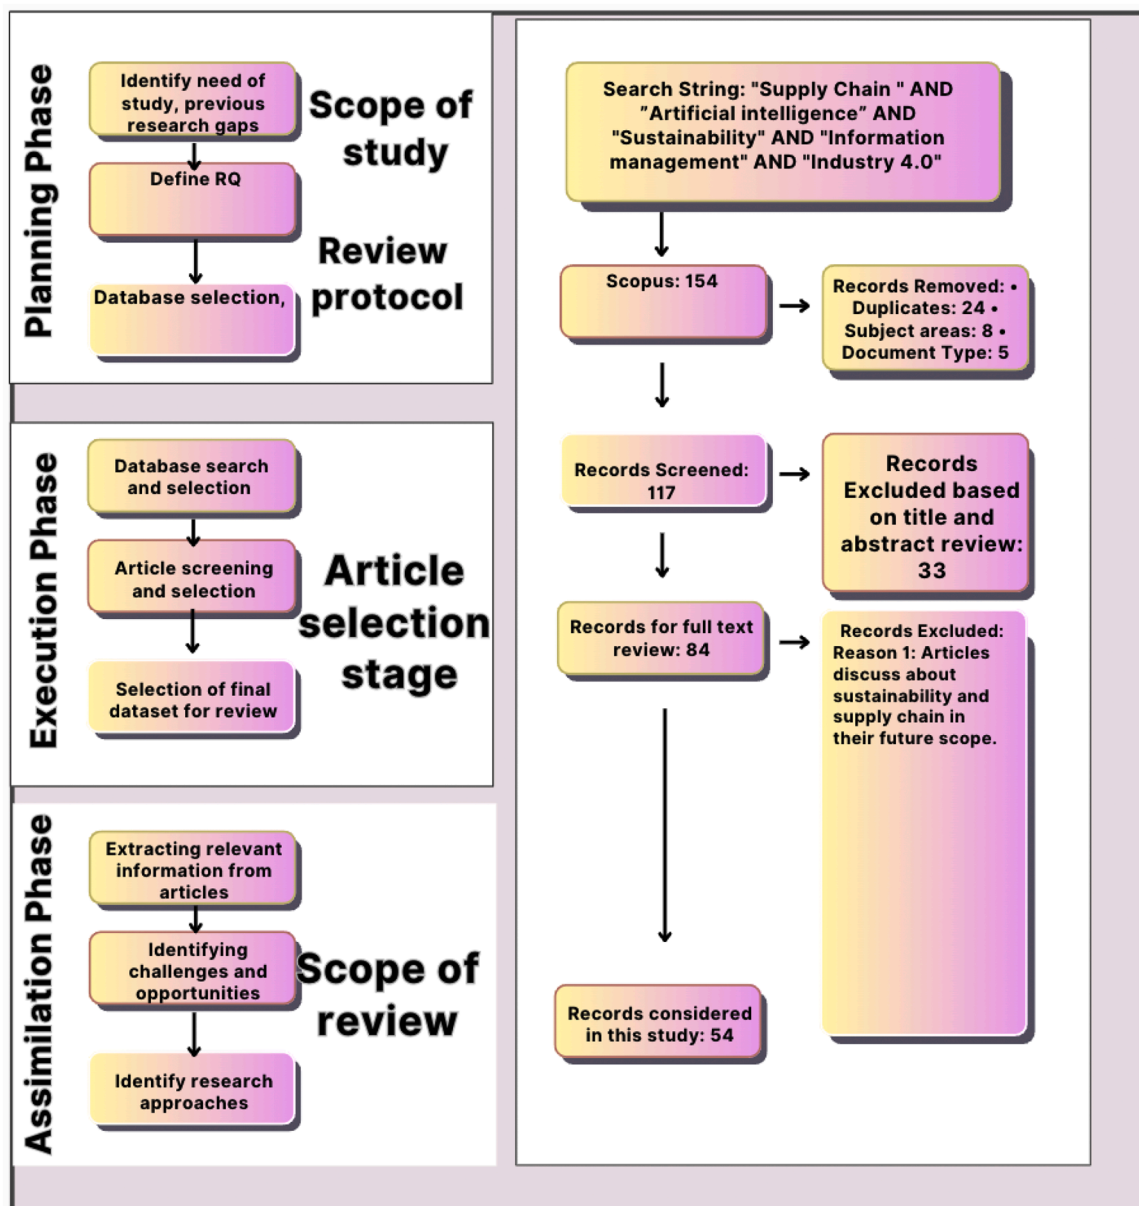 Planning Phase
Identify need of
study, previous
research gaps
Define RQ
Database selection,
Scope of
study
Review
protocol
Execution Phase
Database search
and selection
Article screening
and selection
Selection of final
dataset for review
Article
selection
stage
Assimilation Phase
Extracting relevant
information from
articles
Identifying
challenges and
opportunities
Identify research
approaches
Scope of
review
Search String: "Supply Chain " AND
”Artificial intelligence” AND
"Sustainability" AND "Information
management" AND "Industry 4.0"
Scopus: 154
Records Removed: •
Duplicates: 24 •
Subject areas: 8 •
Document Type: 5
Records Screened:
117
Records
Excluded based
on title and
abstract review:
33
Records for full text
review: 84
Records Excluded:
Reason 1: Articles
discuss about
sustainability and
supply chain in
their future scope.
Records considered
in this study: 54